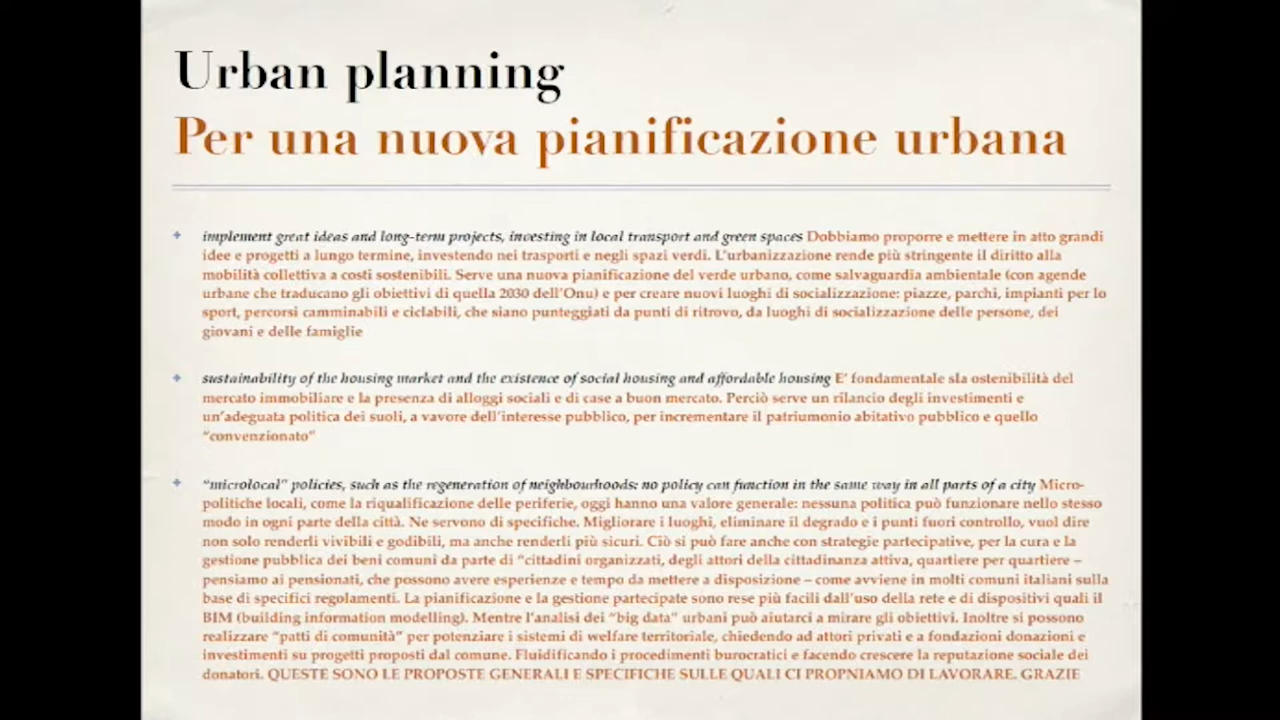 Urban planning
Per una nuova pianificazione urbana
implement great ideas and long-term projects, investing in local transport and green spaces Dobbiamo proporre e mettere in atto grandi
idee e progetti a lungo termine, investendo nei trasporti e negli spazi verdi. L'urbanizzazione rende più stringente il diritto alla
mobilità collettiva a costi sostenibili. Serve una nuova pianificazione del verde urbano, come salvaguardia ambientale (con agende
urbane che traducano gli obiettivi di quella 2030 dell'Onu) e per creare nuovi luoghi di socializzazione: piazze, parchi, impianti per lo
sport, percorsi camminabili e ciclabili, che siano punteggiati da punti di ritrovo, da luoghi di socializzazione delle persone, dei
giovani e delle famiglie
sustainability of the housing market and the existence of social housing and affordable housing E' fondamentale sla ostenibilità del
mercato immobiliare e la presenza di alloggi sociali e di case a buon mercato. Perciò serve un rilancio degli investimenti e
un'adeguata politica dei suoli, a vavore dell'interesse pubblico, per incrementare il patriumonio abitativo pubblico e quello
"convenzionato"
"microlocal" policies, such as the regeneration of neighbourhoods: no policy can function in the same way in all parts of a city Micro-
politiche locali, come la riqualificazione delle periferie, oggi hanno una valore generale: nessuna politica può funzionare nello stesso
modo in ogni parte della città. Ne servono di specifiche. Migliorare i luoghi, eliminare il degrado e i punti fuori controllo, vuol dire
non solo renderli vivibili e godibili, ma anche renderli più sicuri. Ciò si può fare anche con strategie partecipative, per la cura e la
gestione pubblica dei beni comuni da parte di "cittadini organizzati, degli attori della cittadinanza attiva, quartiere per quartiere –
pensiamo ai pensionati, che possono avere esperienze e tempo da mettere a disposizione – come avviene in molti comuni italiani sulla
base di specifici regolamenti. La pianificazione e la gestione partecipate sono rese più facili dall'uso della rete e di dispositivi quali il
BIM (building information modelling). Mentre l'analisi dei "big data" urbani può aiutarci a mirare gli obiettivi. Inoltre si possono
realizzare "patti di comunità" per potenziare i sistemi di welfare territoriale, chiedendo ad attori privati e a fondazioni donazioni e
investimenti su progetti proposti dal comune. Fluidificando i procedimenti burocratici e facendo crescere la reputazione sociale dei
donatori. QUESTE SONO LE PROPOSTE GENERALI E SPECIFICHE SULLE QUALI CI PROPNIAMO DI LAVORARE. GRAZIE